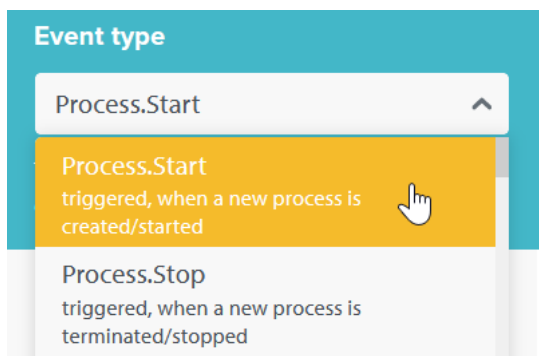 Event type
Process.Start
Process.Start
triggered, when a new process is
created/started
Process.Stop
triggered, when a new process is
terminated/stopped